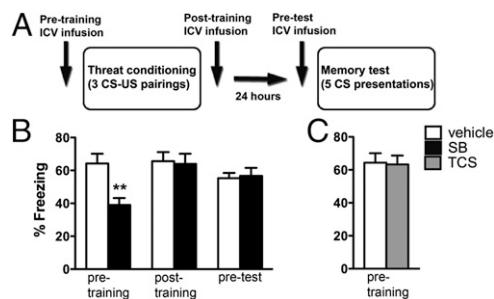 A
Pre-training
ICV infusion
Post-training
ICV infusion
Pre-test
ICV infusion
Threat conditioning
(3 CS-US pairings)
24 hours
Memory test
(5 CS presentations)
B
% Freezing
80
60
40
20
0
**
pre-
training
post-
training
pre-test
C
80
60
40
20
0
pre-
training
vehicle
SB
TCS